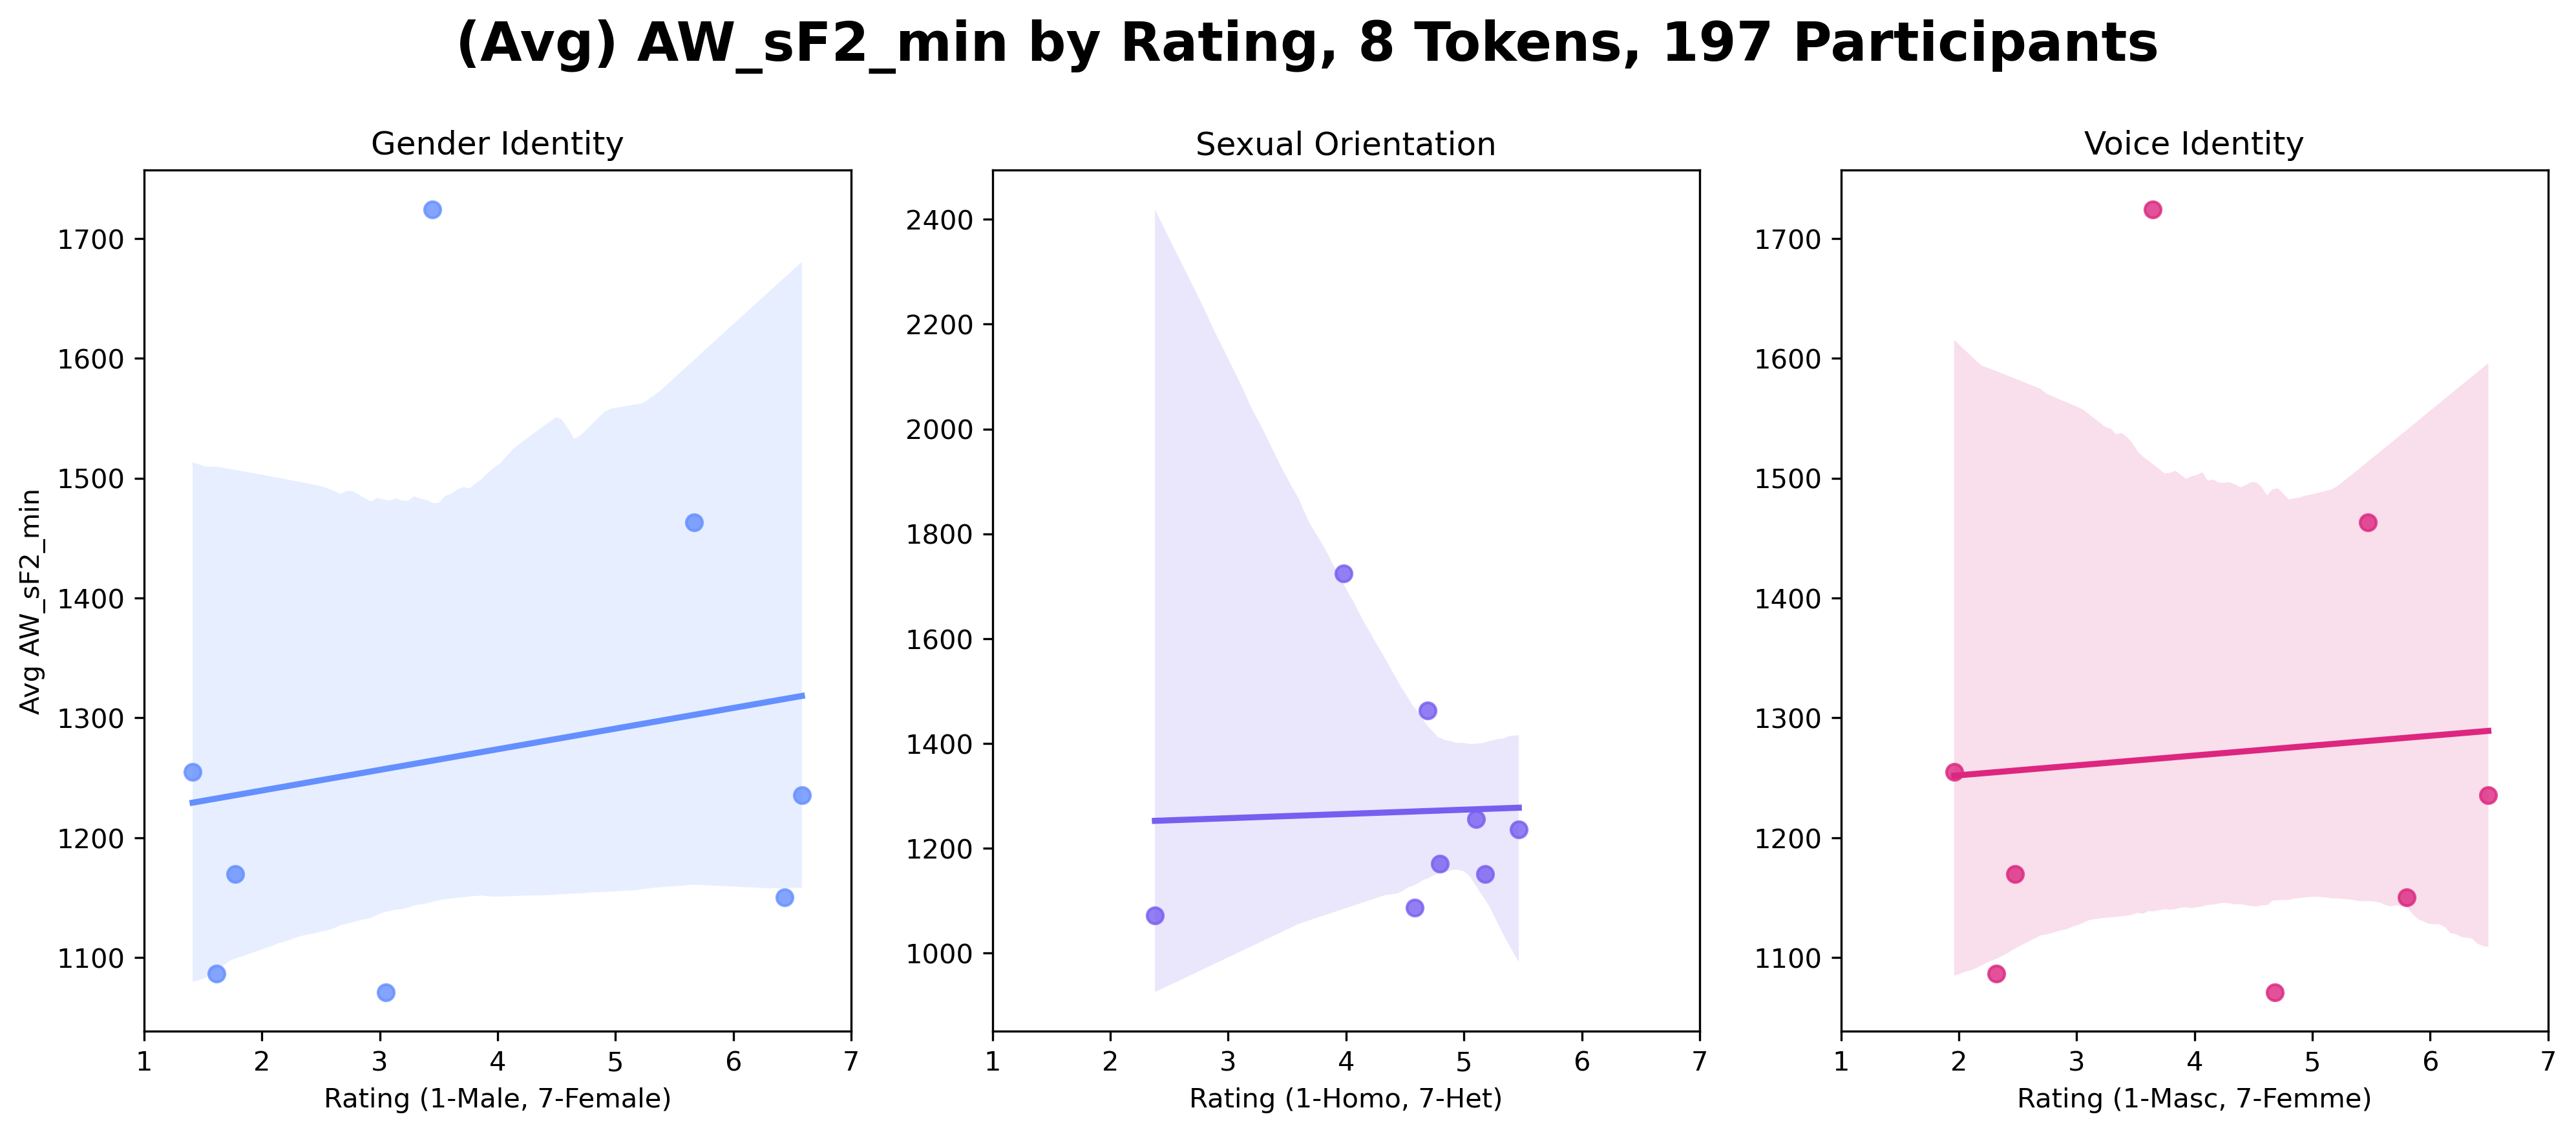 (Avg) AW_sF2_min by Rating, 8 Tokens, 197 Participants
Gender Identity
Avg AW_sF2_min
1700
1600
1500
1400
1300
1200
1100
1 2 3 4 5 6 7
Rating (1-Male, 7-Female)
Sexual Orientation
2400
2200
2000
1800
1600
1400
1200
1000
1 2 3 4 5 6 7
Rating (1-Homo, 7-Het)
Voice Identity
1700
1600
1500
1400
1300
1200
1100
1 2 3 4 5 6 7
Rating (1-Masc, 7-Femme)